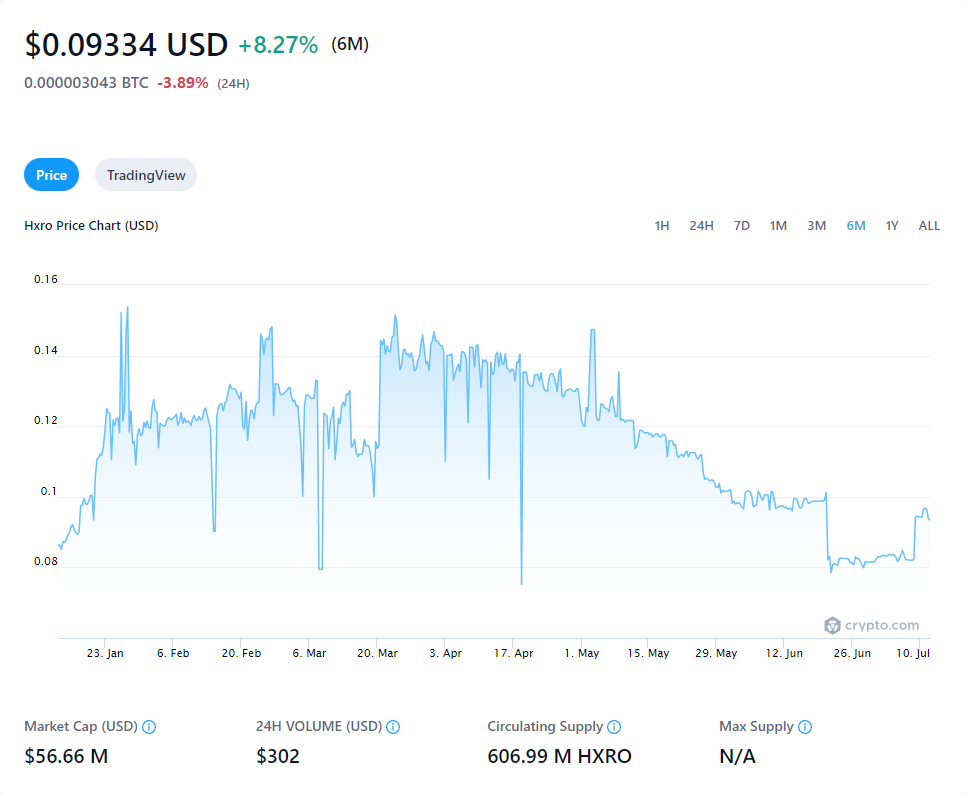 $0.09334 USD +8.27% (6M)
0.000003043 BTC -3.89% (24H)
Price TradingView
Hxro Price Chart (USD) 1H 24H 7D 1M 3M 6M 1Y ALL
0.16
0.14
0.12
0.1
0.08
crypto.com
23. Jan 6. Feb 20. Feb 6. Mar 20. Mar 3. Apr 17. Apr 1. May 15. May 29. May 12. Jun 26. Jun 10. Jul
Market Cap (USD) 24H VOLUME (USD) Circulating Supply Max Supply
$56.66 M $302 606.99 M HXRO N/A